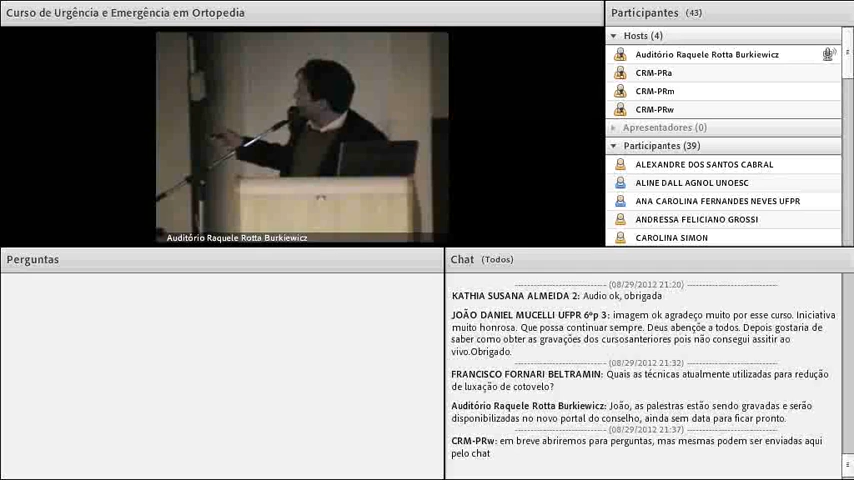 Curso de Urgência e Emergência em Ortopedia
Auditório Raquele Rotta Burkiewicz
Participantes (43)
Hosts (4)
Auditório Raquele Rotta Burkiewicz
CRM-PRa
CRM-PRm
CRM-PRw
Apresentadores (0)
Participantes (39)
ALEXANDRE DOS SANTOS CABRAL
ALINE DALL AGNOL UNOESC
ANA CAROLINA FERNANDES NEVES UFPR
ANDRESSA FELICIANO GROSSI
CAROLINA SIMON
Perguntas
Chat (Todos)
(08/29/2012 21:20)
KATHIA SUSANA ALMEIDA 2: Audio ok, obrigada
JOÃO DANIEL MUCELLI UFPR 6ºp 3: imagem ok agradeço muito por esse curso. Iniciativa
muito honrosa. Que possa continuar sempre. Deus abençõe a todos. Depois gostaria de
saber como obter as gravações dos cursosanteriores pois não consegui assitir ao
vivo.Obrigado.
(08/29/2012 21:32)
FRANCISCO FORNARI BELTRAMIN: Quais as técnicas atualmente utilizadas para redução
de luxação de cotovelo?
Auditório Raquele Rotta Burkiewicz: João, as palestras estão sendo gravadas e serão
disponibilizadas no novo portal do conselho, ainda sem data para ficar pronto.
(08/29/2012 21:37)
CRM-PRw: em breve abriremos para perguntas, mas mesmas podem ser enviadas aqui
pelo chat